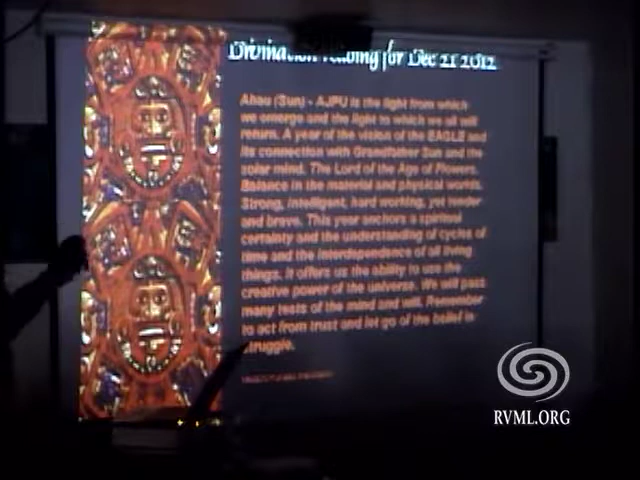 Divination Reading for Dec 21 2012
Ahau (Sun) - AJPU is the light from which
we emerge and the light to which we all will
return. A year of the vision of the EAGLE and
its connection with Grandfather Sun and the
solar mind. The Lord of the Age of Flowers.
Balance in the material and physical worlds.
Strong, intelligent, hard working, yet tender
and brave. This year anchors a spiritual
certainty and the understanding of cycles of
time and the interdependence of all living
things. It offers us the ability to use the
creative power of the universe. We will pass
many tests of the mind and will. Remember
to act from trust and let go of the belief in
struggle.
RVML.ORG